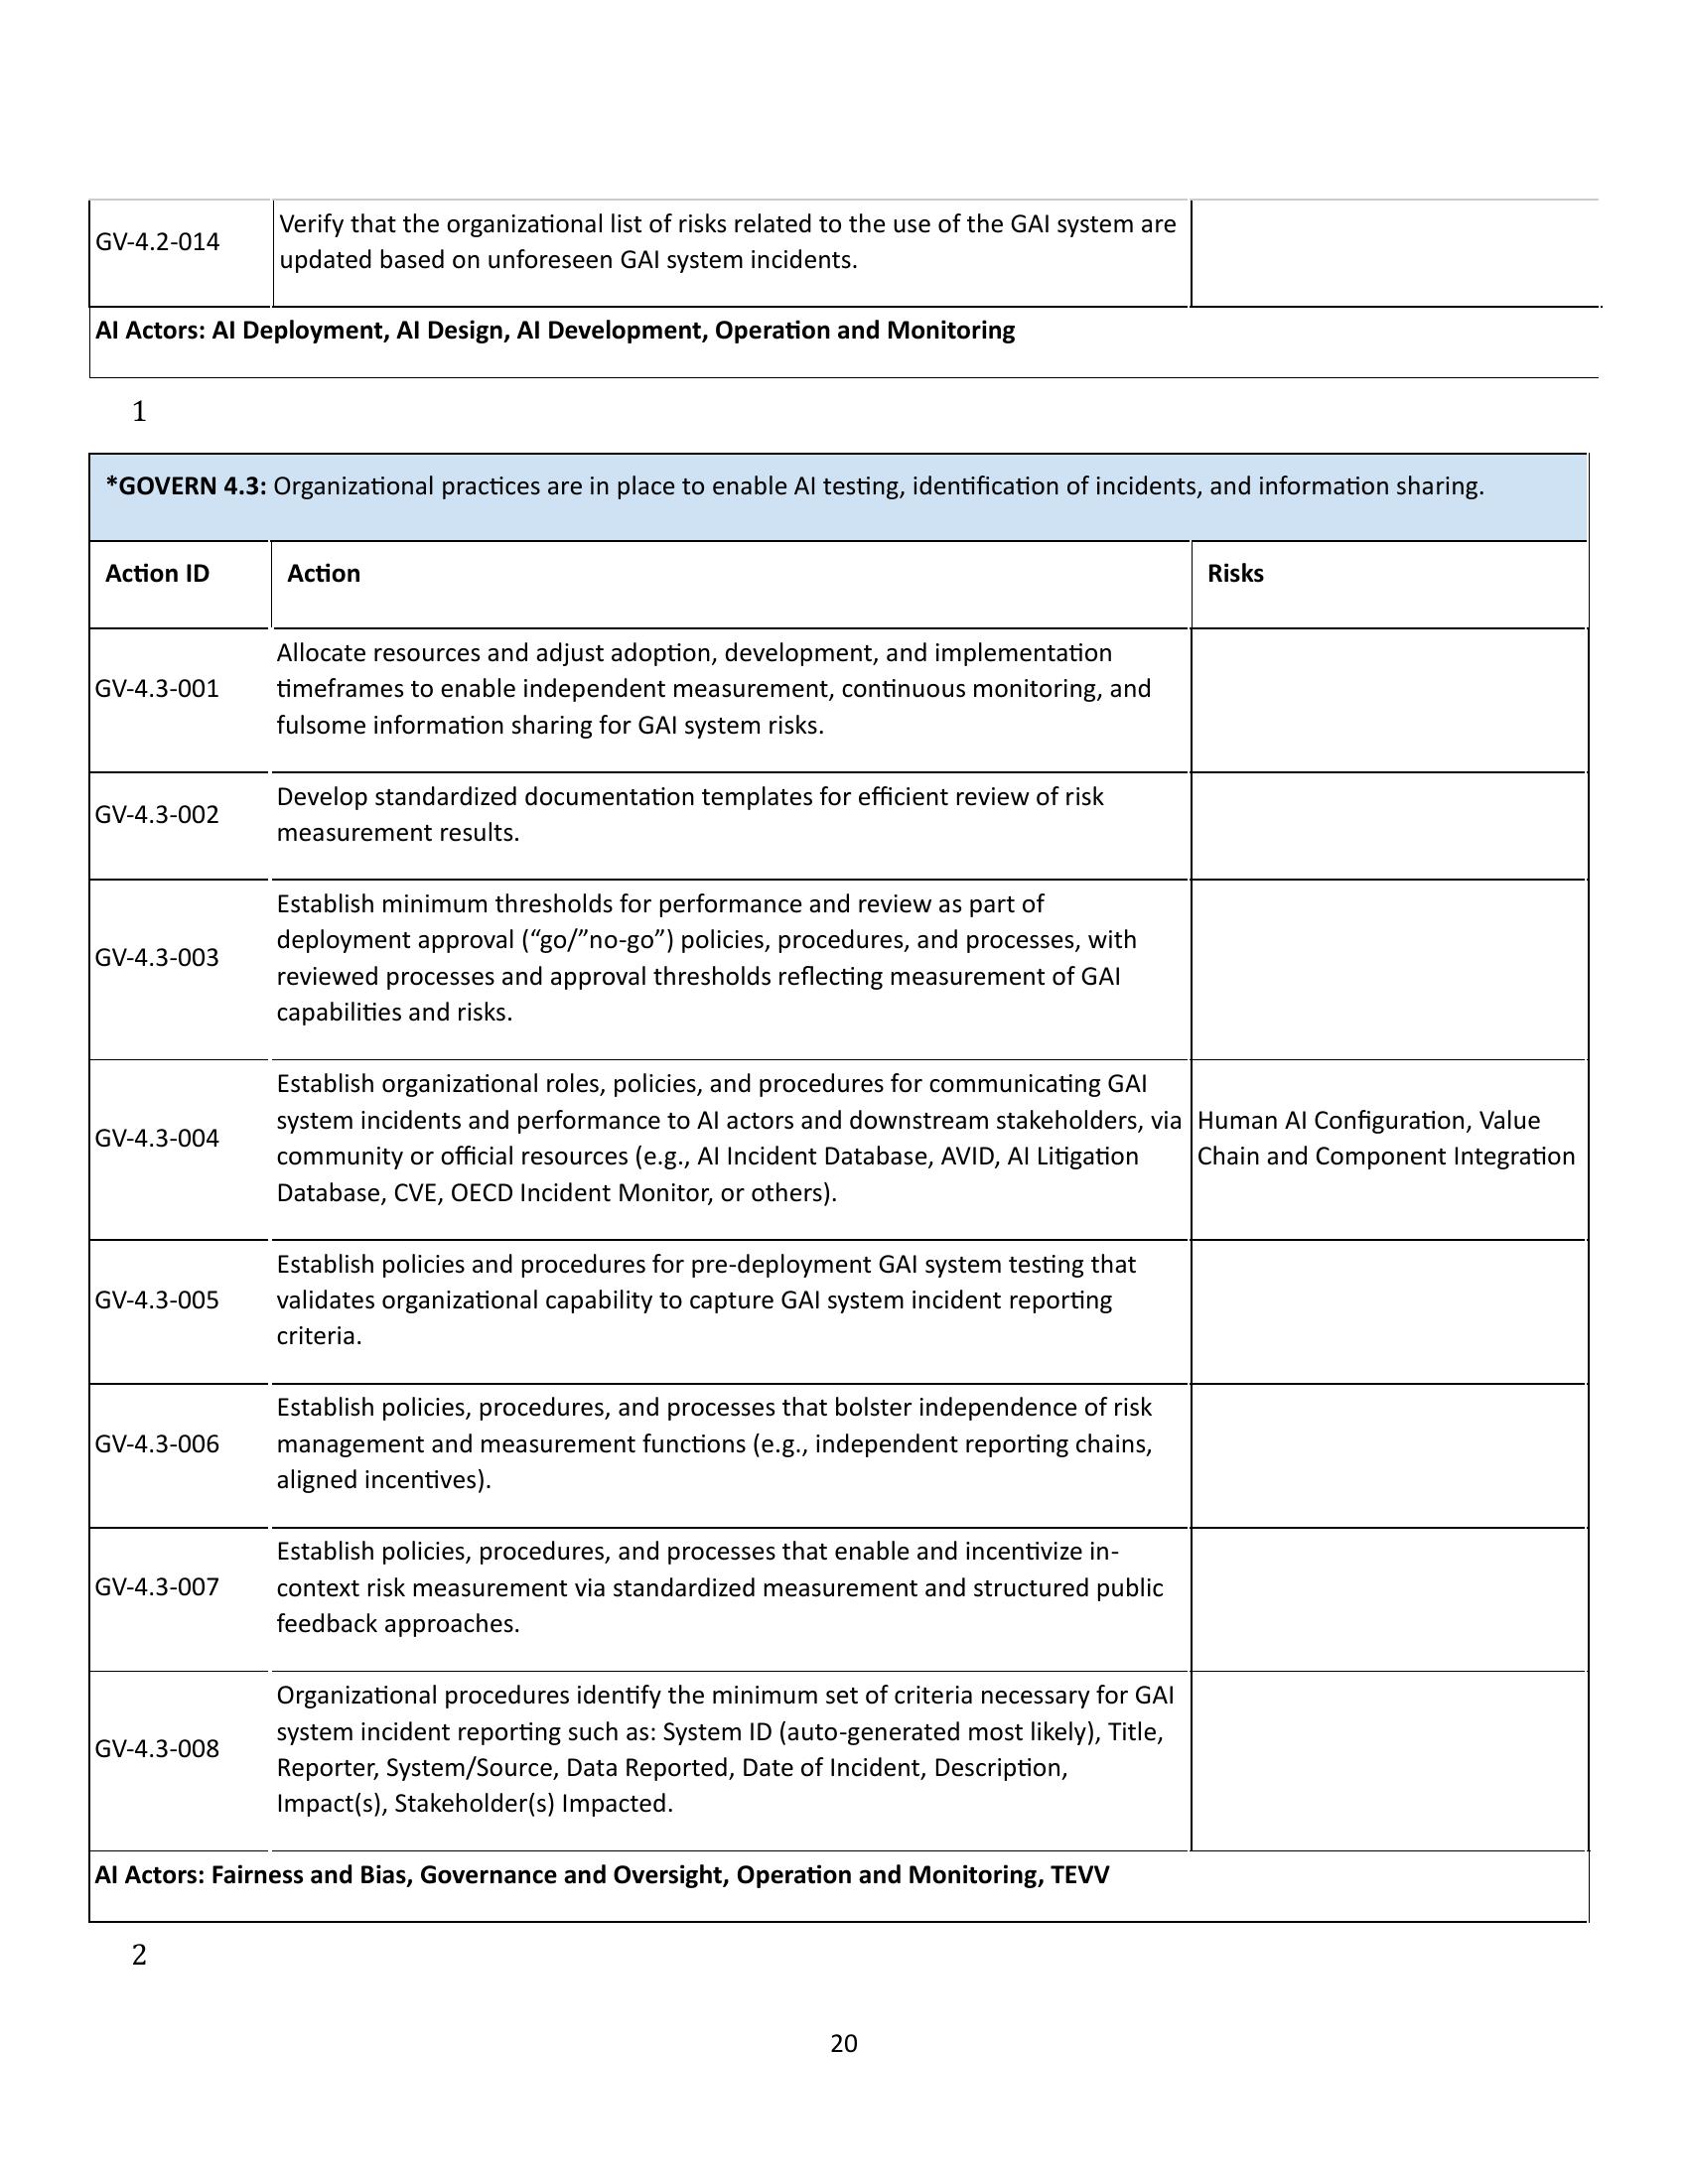 GV-4.2-014
Verify that the organizational list of risks related to the use of the GAI system are
updated based on unforeseen GAI system incidents.
AI Actors: AI Deployment, AI Design, AI Development, Operation and Monitoring
1
*GOVERN 4.3: Organizational practices are in place to enable AI testing, identification of incidents, and information sharing.
Action ID
Action
Risks
GV-4.3-001
Allocate resources and adjust adoption, development, and implementation
timeframes to enable independent measurement, continuous monitoring, and
fulsome information sharing for GAI system risks.
GV-4.3-002
Develop standardized documentation templates for efficient review of risk
measurement results.
GV-4.3-003
Establish minimum thresholds for performance and review as part of
deployment approval (“go/”no-go”) policies, procedures, and processes, with
reviewed processes and approval thresholds reflecting measurement of GAI
capabilities and risks.
GV-4.3-004
Establish organizational roles, policies, and procedures for communicating GAI
system incidents and performance to AI actors and downstream stakeholders, via
community or official resources (e.g., AI Incident Database, AVID, AI Litigation
Database, CVE, OECD Incident Monitor, or others).
Human AI Configuration, Value
Chain and Component Integration
GV-4.3-005
Establish policies and procedures for pre-deployment GAI system testing that
validates organizational capability to capture GAI system incident reporting
criteria.
GV-4.3-006
Establish policies, procedures, and processes that bolster independence of risk
management and measurement functions (e.g., independent reporting chains,
aligned incentives).
GV-4.3-007
Establish policies, procedures, and processes that enable and incentivize in-
context risk measurement via standardized measurement and structured public
feedback approaches.
GV-4.3-008
Organizational procedures identify the minimum set of criteria necessary for GAI
system incident reporting such as: System ID (auto-generated most likely), Title,
Reporter, System/Source, Data Reported, Date of Incident, Description,
Impact(s), Stakeholder(s) Impacted.
AI Actors: Fairness and Bias, Governance and Oversight, Operation and Monitoring, TEVV
2
20